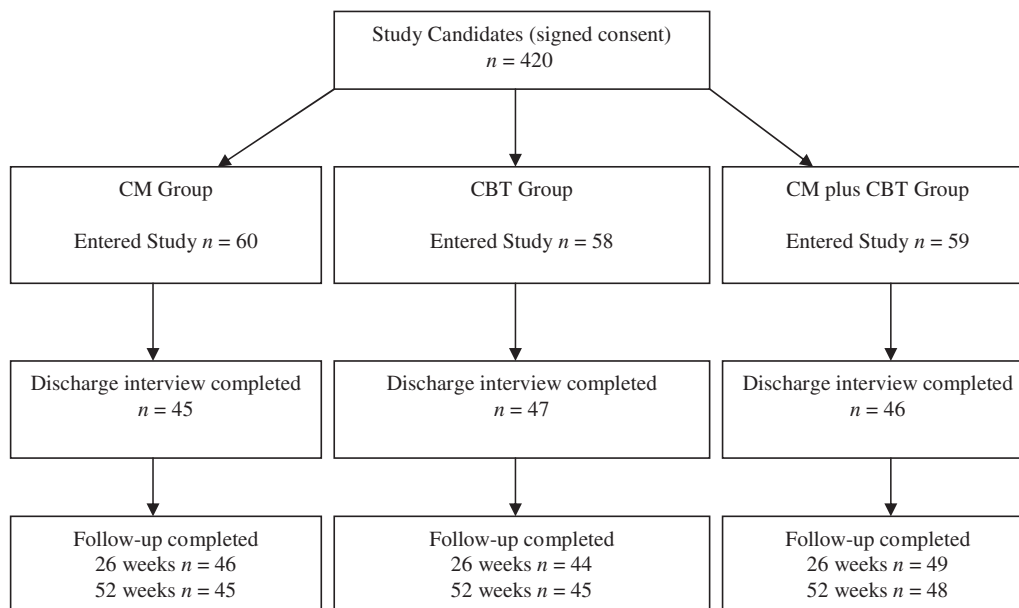 Study Candidates (signed consent)
n = 420
CM Group
Entered Study n = 60
CBT Group
Entered Study n = 58
CM plus CBT Group
Entered Study n = 59
Discharge interview completed
n = 45
Discharge interview completed
n = 47
Discharge interview completed
n = 46
Follow-up completed
26 weeks n = 46
52 weeks n = 45
Follow-up completed
26 weeks n = 44
52 weeks n = 45
Follow-up completed
26 weeks n = 49
52 weeks n = 48